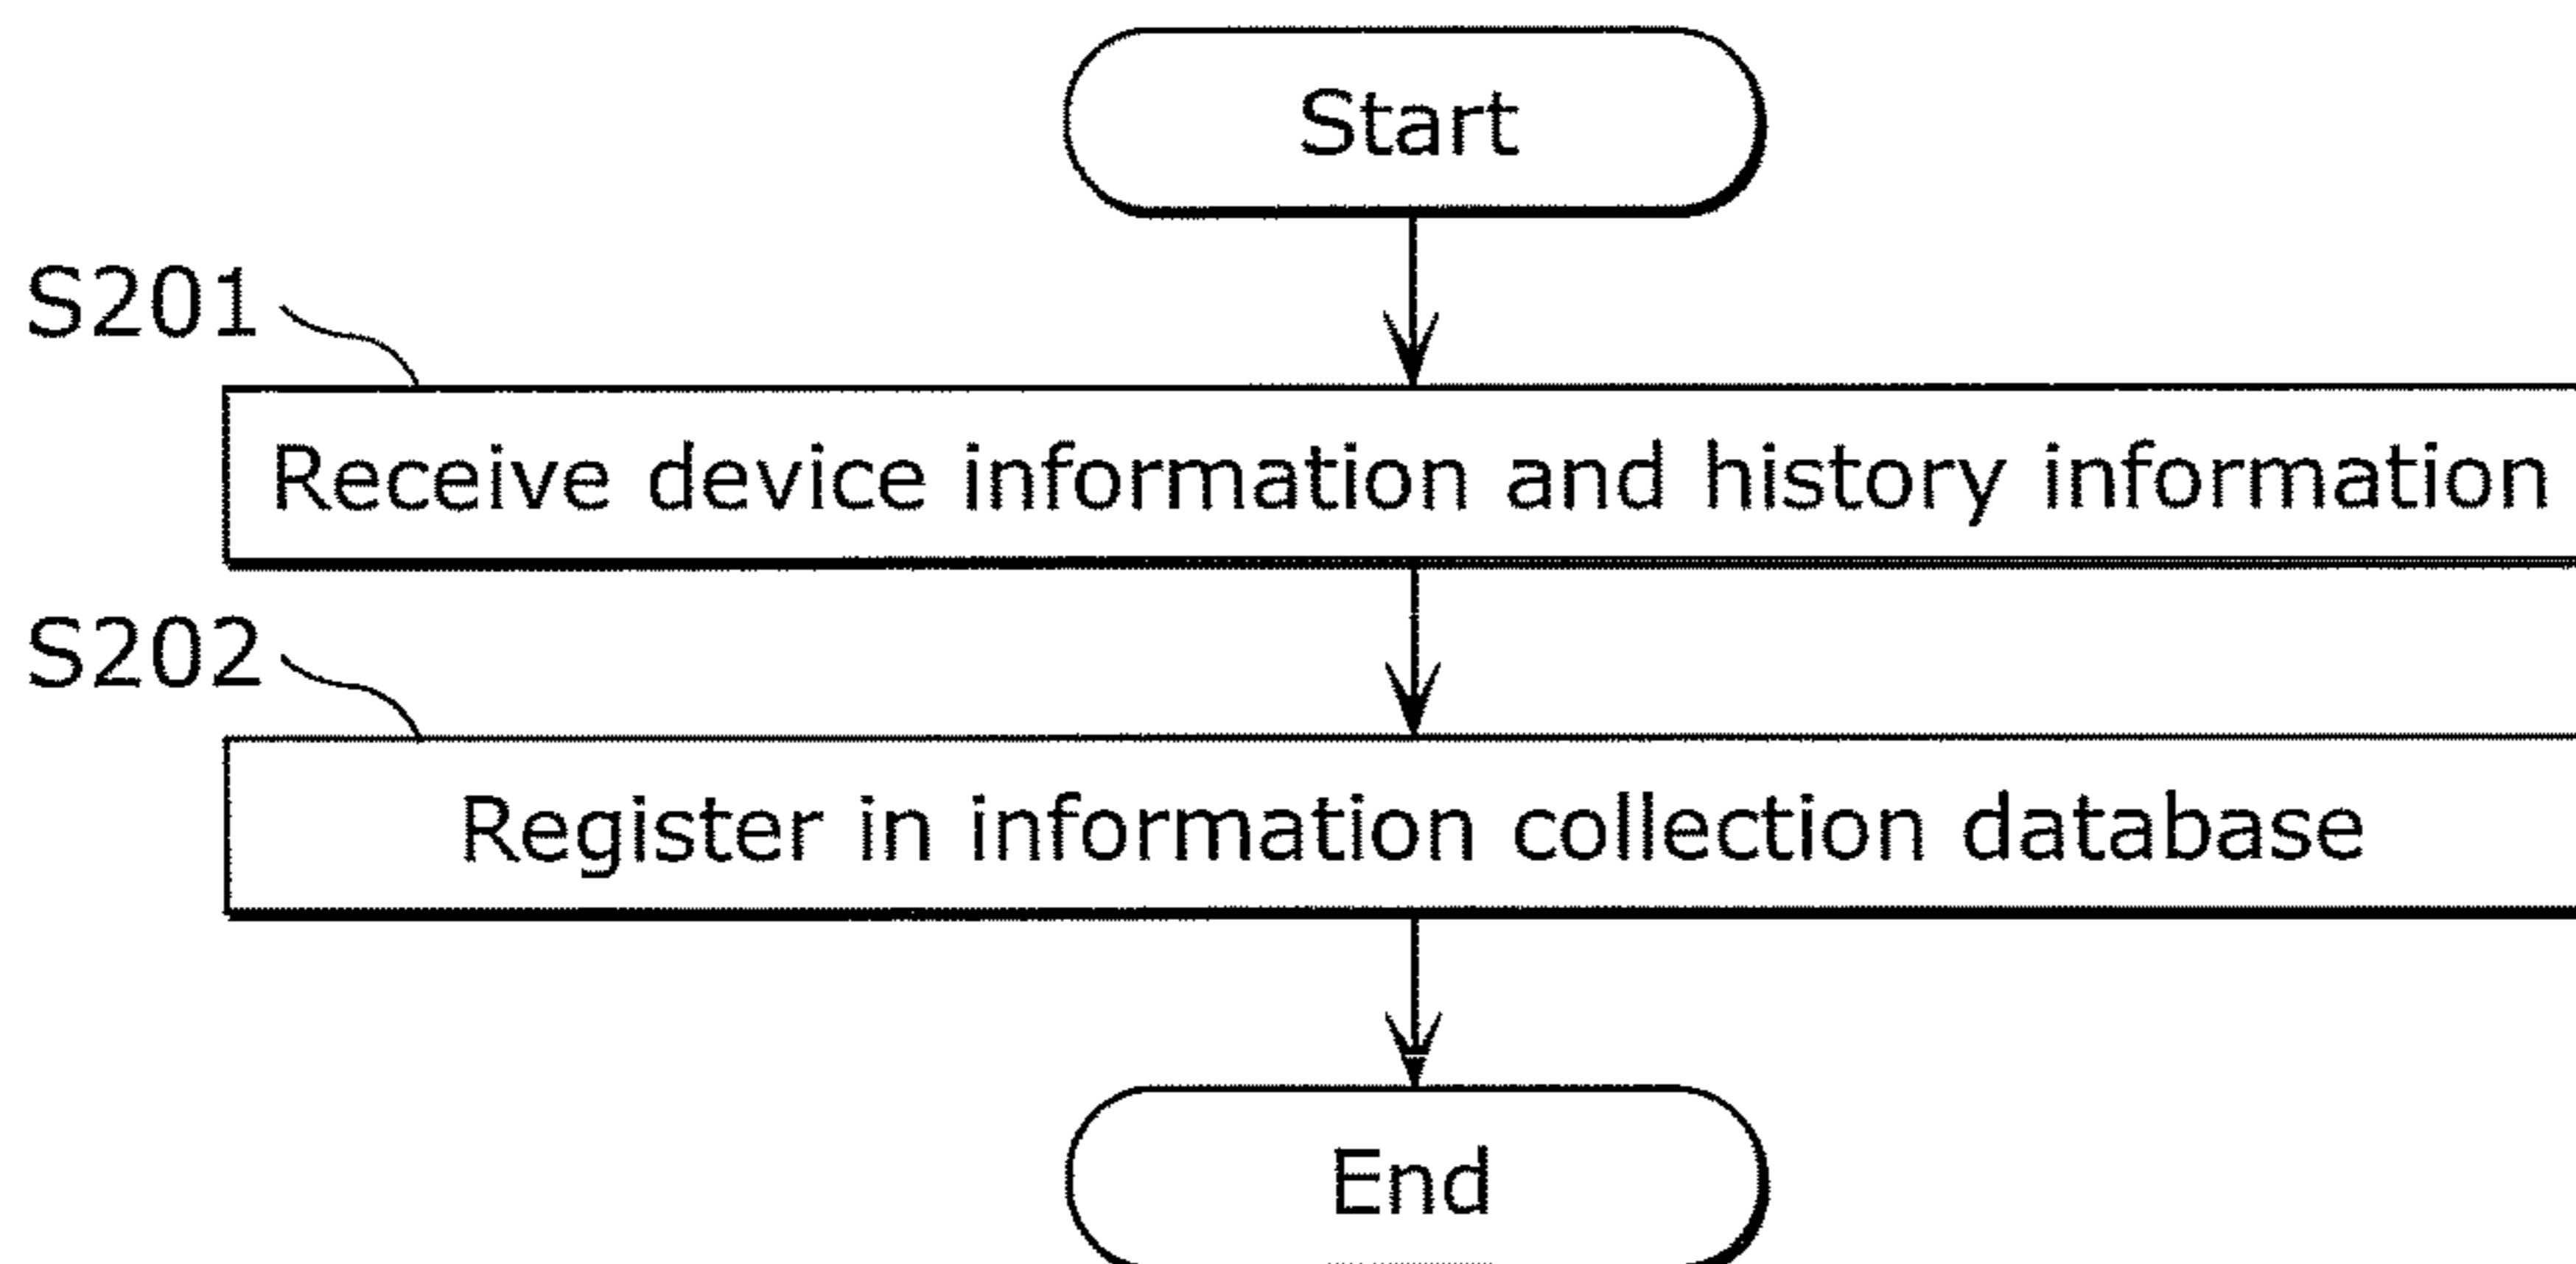 Start
S201
Receive device information and history information
S202
Register in information collection database
End